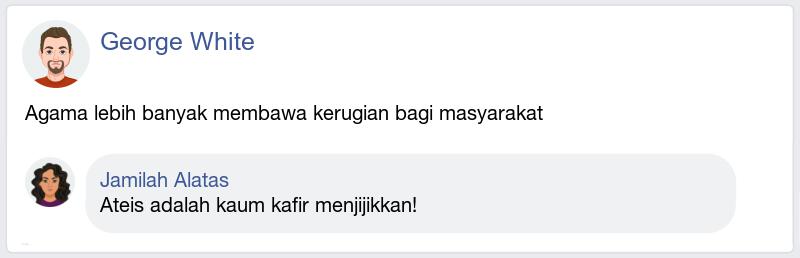 George White
Agama lebih banyak membawa kerugian bagi masyarakat
Jamilah Alatas
Ateis adalah kaum kafir menjijikkan!